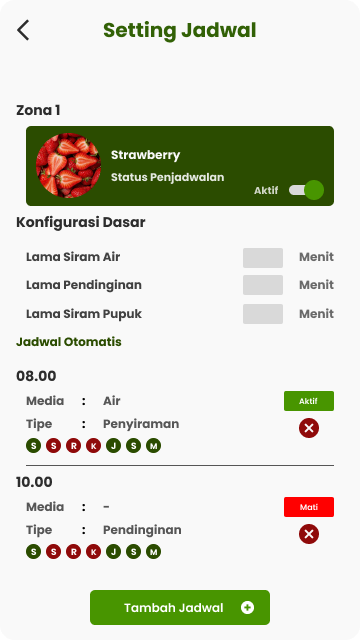 Setting Jadwal
Zona 1
Strawberry
Status Penjadwalan
Aktif
Konfigurasi Dasar
Lama Siram Air Menit
Lama Pendinginan Menit
Lama Siram Pupuk Menit
Jadwal Otomatis
08.00
Media : Air Aktif
Tipe : Penyiraman
S S R K J S M
10.00
Media : - Mati
Tipe : Pendinginan
S S R K J S M
Tambah Jadwal